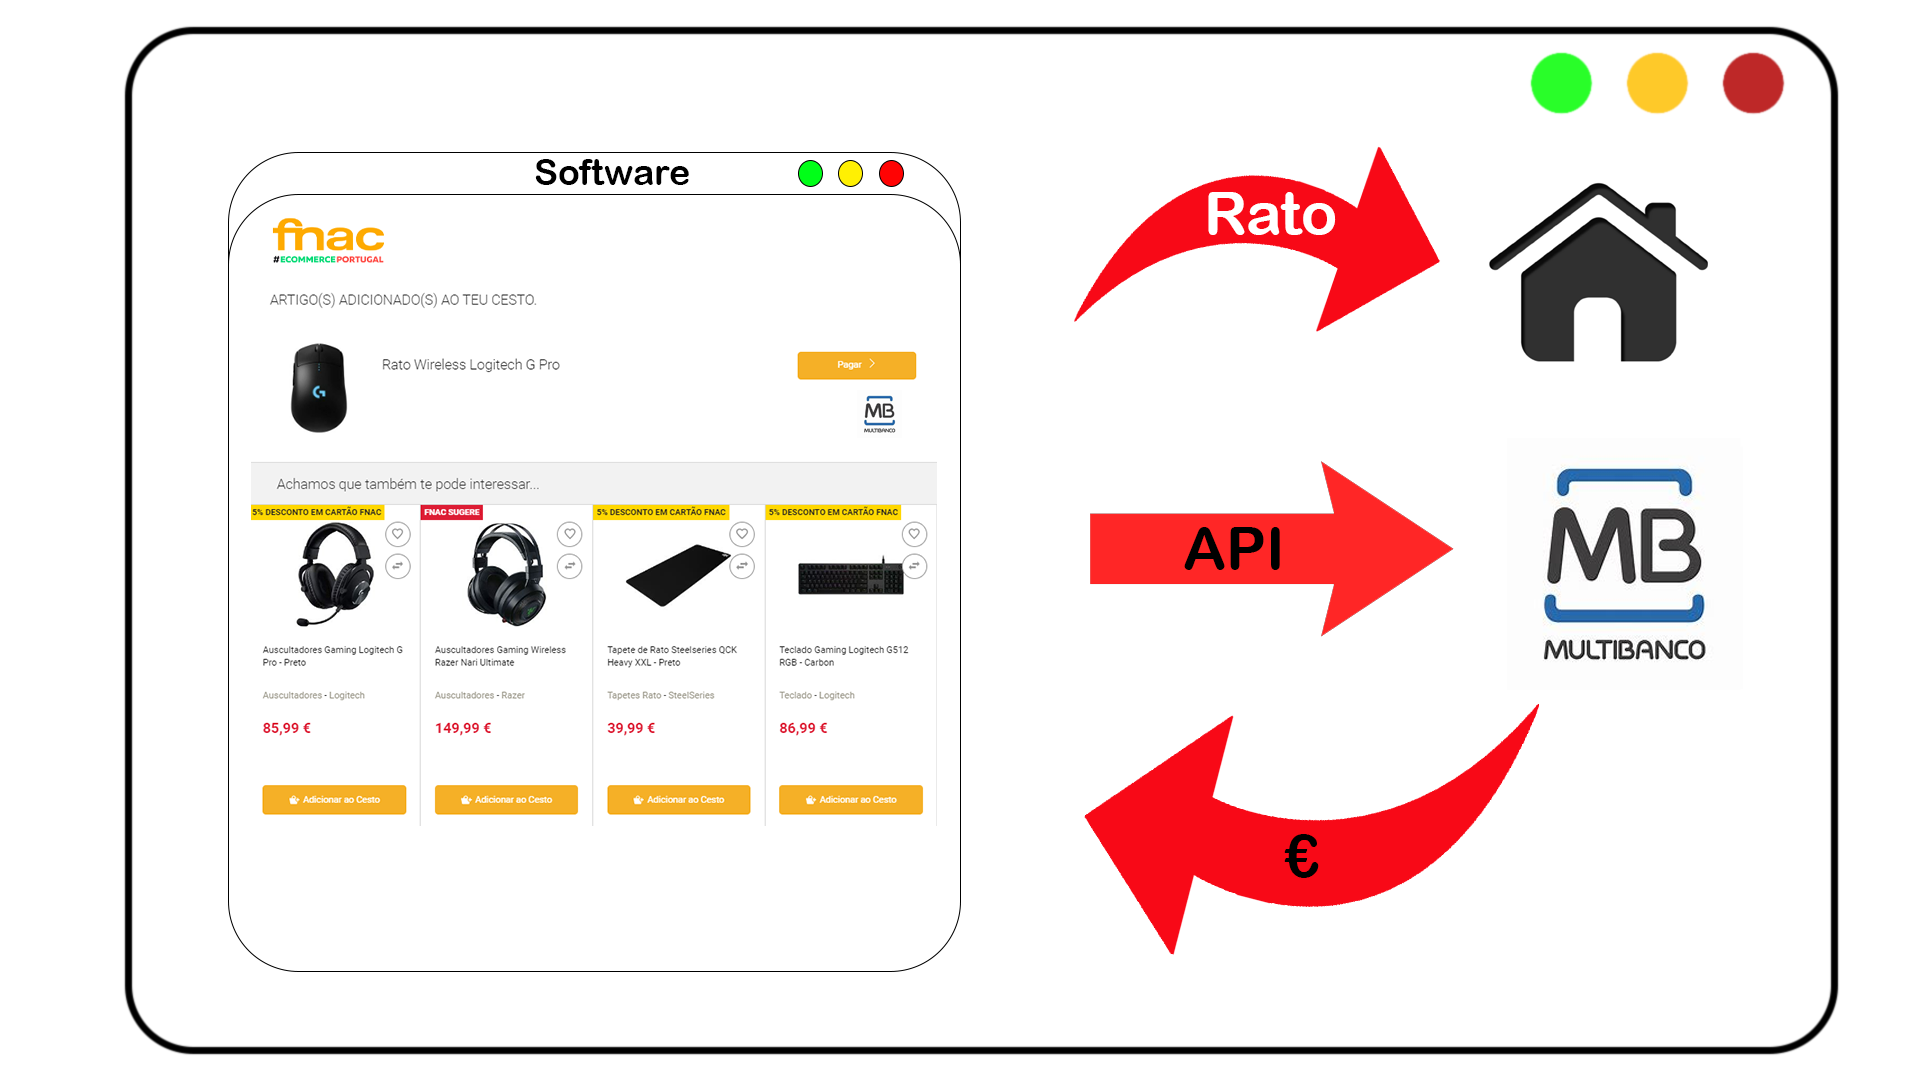 Software
fnac
#ECOMMERCEPORTUGAL
ARTIGO(S) ADICIONADO(S) AO TEU CESTO.
Rato Wireless Logitech G Pro
Pagar
MB
MULTIBANCO
Achamos que também te pode interessar...
5% DESCONTO EM CARTÃO FNAC
Auscultadores Gaming Logitech G
Pro - Preto
Auscultadores - Logitech
85,99 €
Adicionar ao Cesto
FNAC SUGERE
Auscultadores Gaming Wireless
Razer Nari Ultimate
Auscultadores - Razer
149,99 €
Adicionar ao Cesto
5% DESCONTO EM CARTÃO FNAC
Tapete de Rato Steelseries QCK
Heavy XXL - Preto
Tapetes Rato - SteelSeries
39,99 €
Adicionar ao Cesto
5% DESCONTO EM CARTÃO FNAC
Teclado Gaming Logitech G512
RGB - Carbon
Teclado - Logitech
86,99 €
Adicionar ao Cesto
Rato
API
MB
MULTIBANCO
€